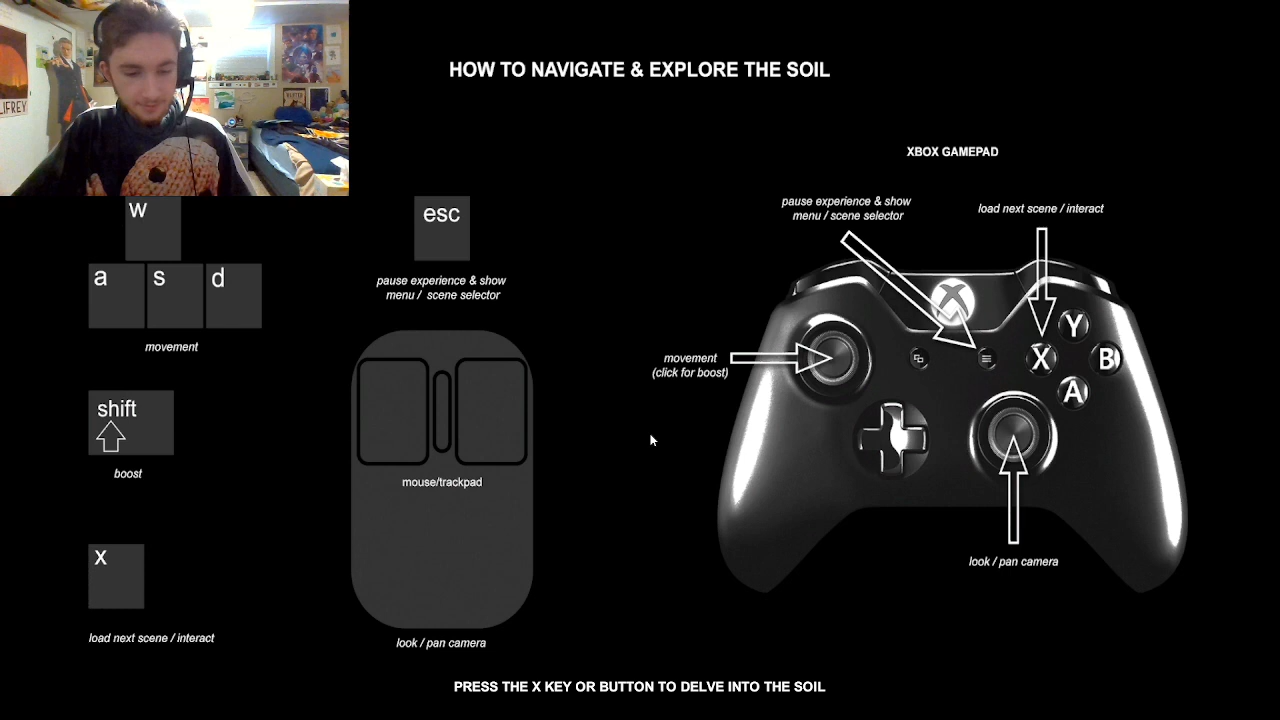 HOW TO NAVIGATE & EXPLORE THE SOIL
LIFREY
w
a s d
movement
shift
boost
x
load next scene / interact
esc
pause experience & show
menu / scene selector
mouse/trackpad
look / pan camera
XBOX GAMEPAD
pause experience & show
menu / scene selector
load next scene / interact
movement
(click for boost)
Y
X
B
A
look / pan camera
PRESS THE X KEY OR BUTTON TO DELVE INTO THE SOIL